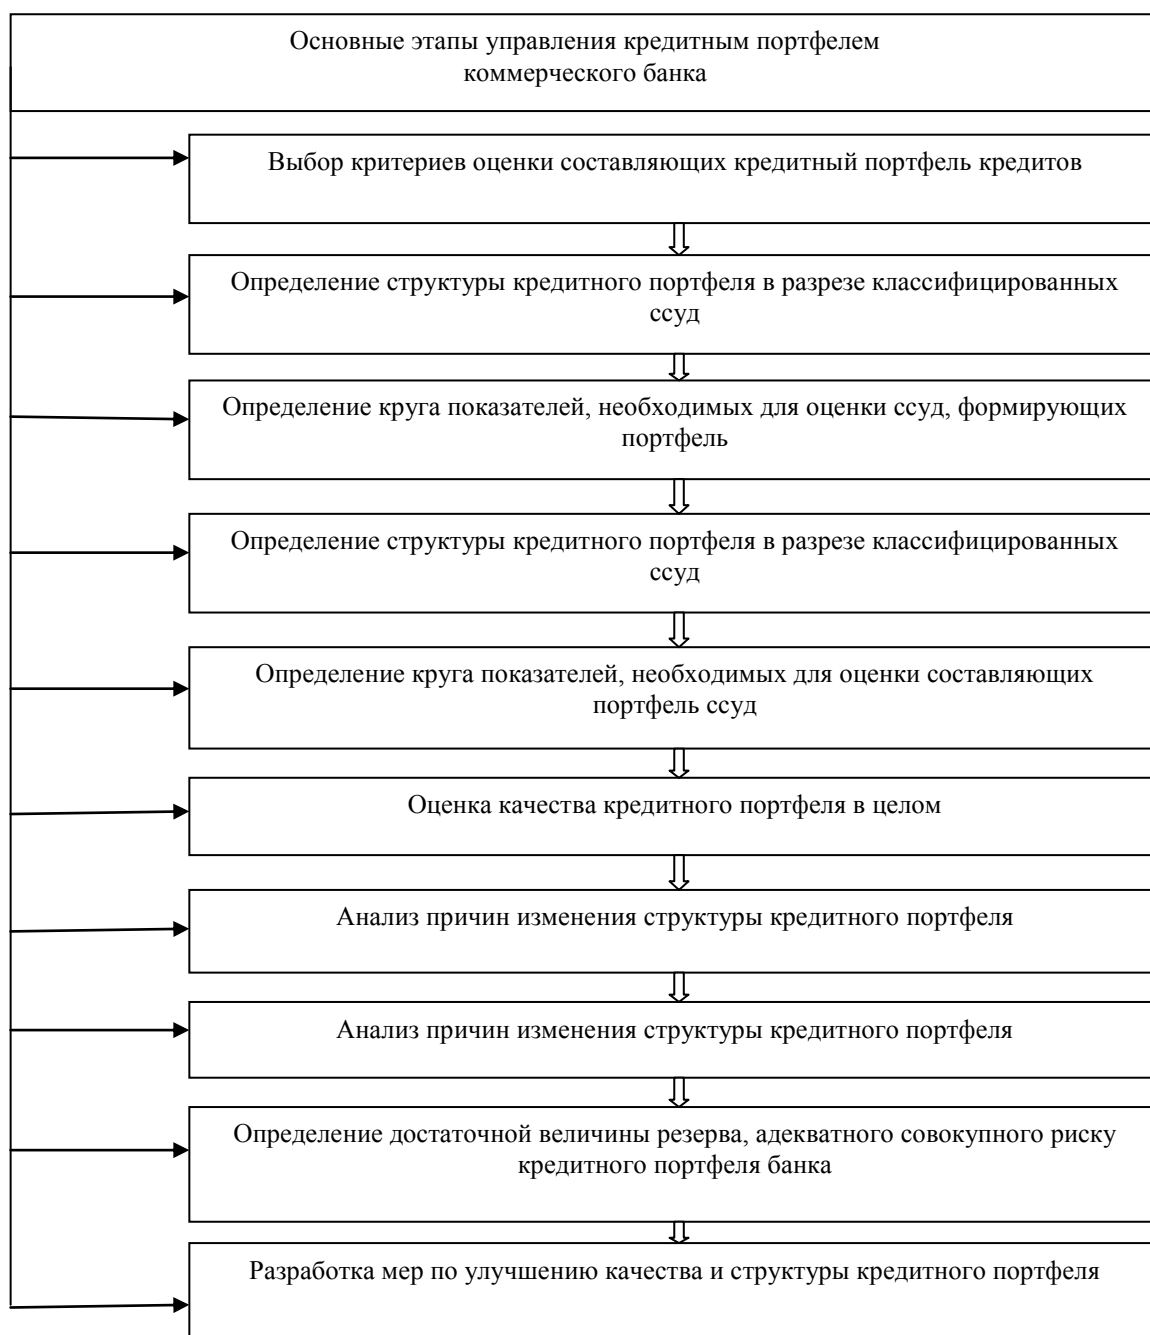 Основные этапы управления кредитным портфелем
коммерческого банка
Выбор критериев оценки составляющих кредитный портфель кредитов
Определение структуры кредитного портфеля в разрезе классифицированных
ссуд
Определение круга показателей, необходимых для оценки ссуд, формирующих
портфель
Определение структуры кредитного портфеля в разрезе классифицированных
ссуд
Определение круга показателей, необходимых для оценки составляющих
портфель ссуд
Оценка качества кредитного портфеля в целом
Анализ причин изменения структуры кредитного портфеля
Анализ причин изменения структуры кредитного портфеля
Определение достаточной величины резерва, адекватного совокупного риску
кредитного портфеля банка
Разработка мер по улучшению качества и структуры кредитного портфеля